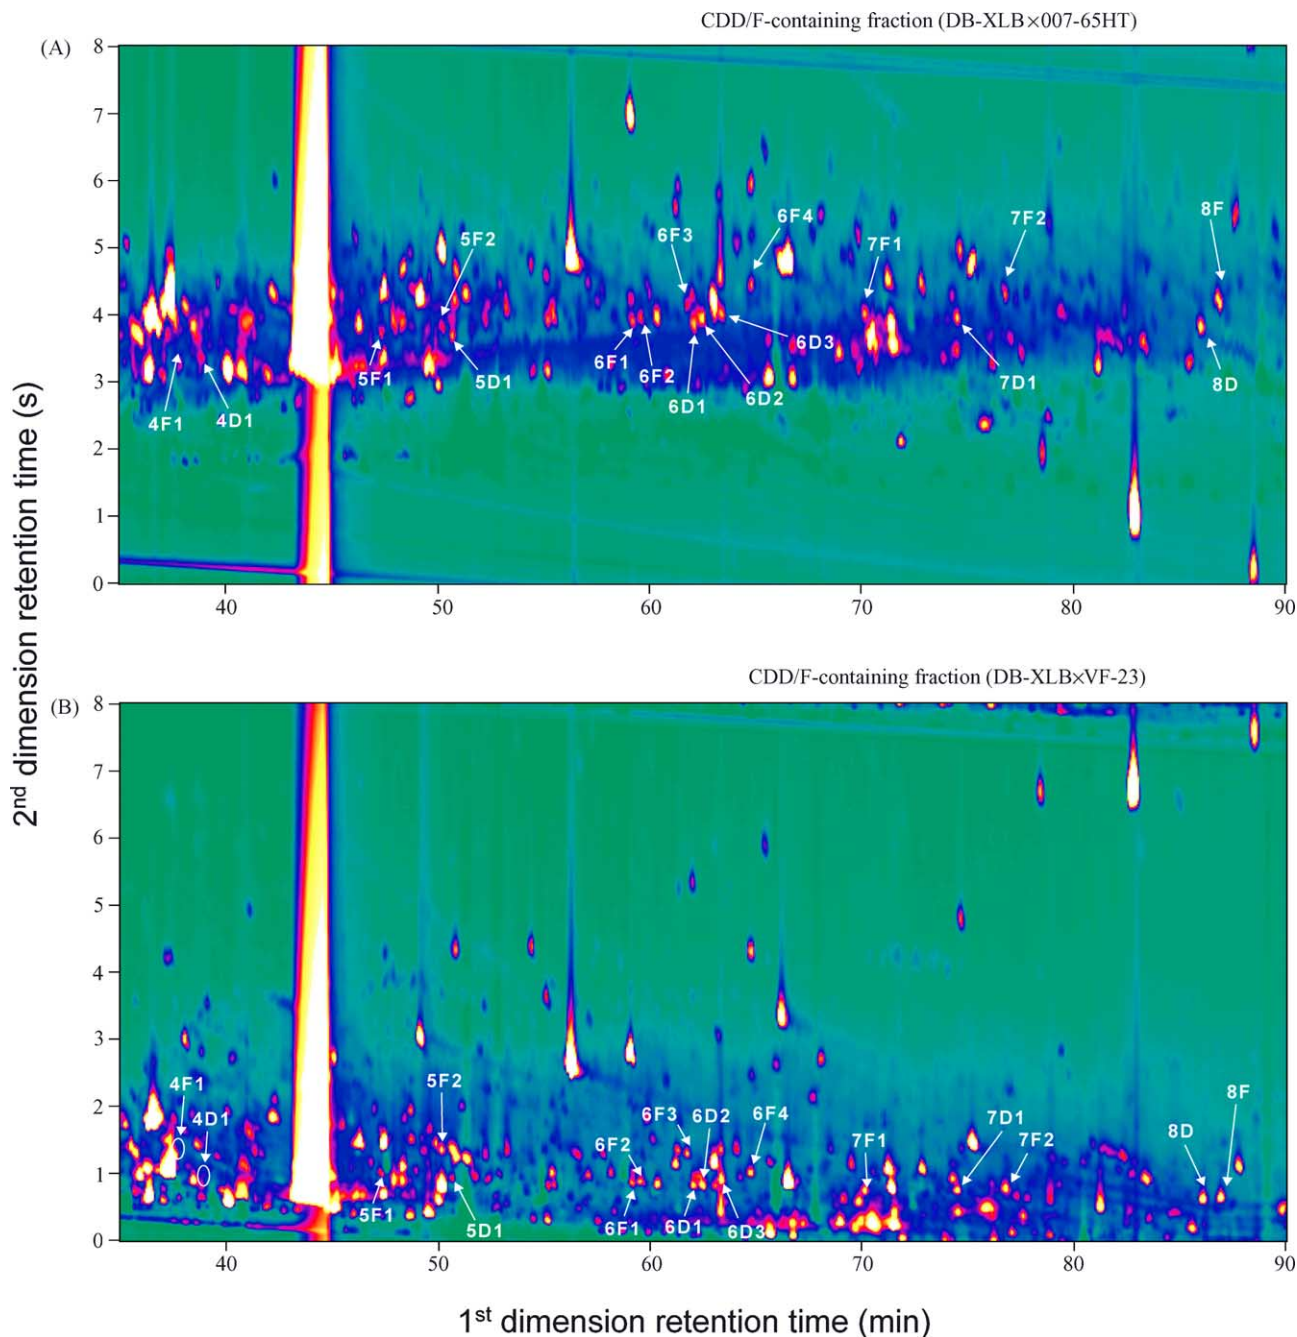 CDD/F-containing fraction (DB-XLB×007-65HT)
(A)
8
7
6
5
4
3
2
1
0
4F1
4D1
5F2
5F1
5D1
6F3
6F4
6F1
6F2
6D1
6D2
6D3
7F1
7F2
7D1
8F
8D
40
50
60
70
80
90
2nd dimension retention time (s)
CDD/F-containing fraction (DB-XLB×VF-23)
(B)
8
7
6
5
4
3
2
1
0
4F1
4D1
5F2
5F1
5D1
6F2
6F3
6D2
6F4
6F1
6D1
6D3
7F1
7D1
7F2
8D
8F
40
50
60
70
80
90
1st dimension retention time (min)